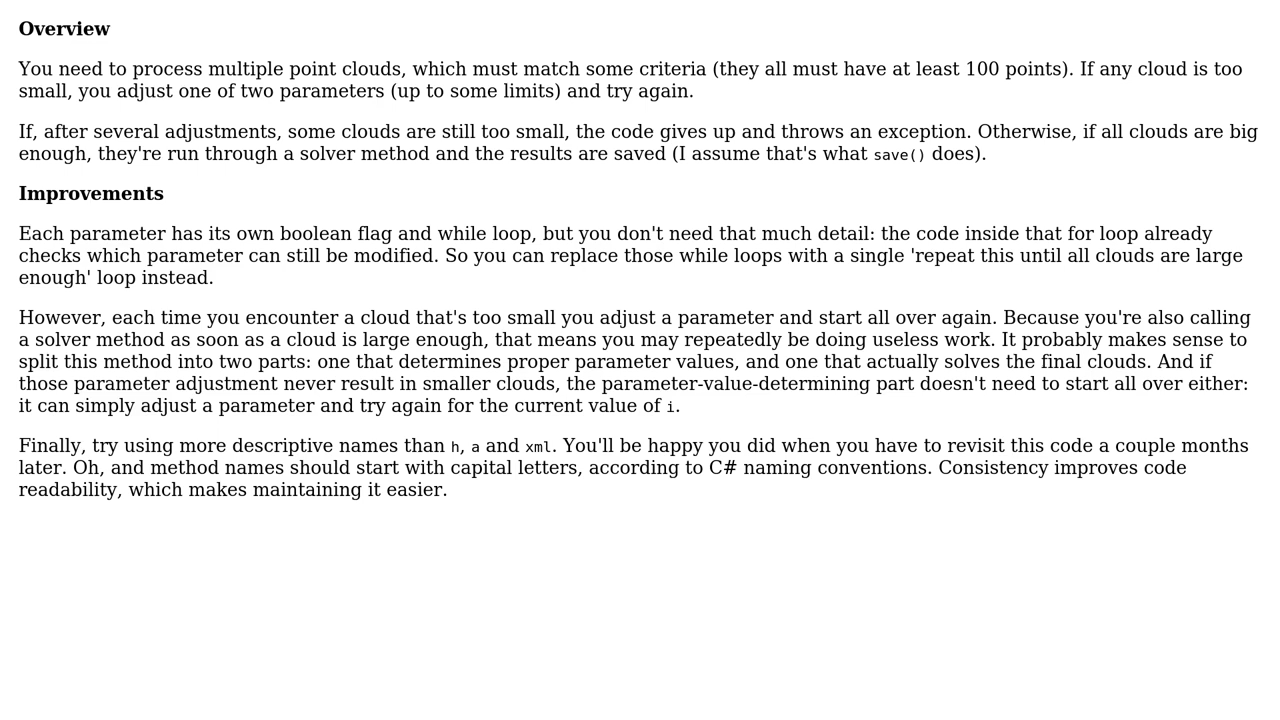 Overview
You need to process multiple point clouds, which must match some criteria (they all must have at least 100 points). If any cloud is too
small, you adjust one of two parameters (up to some limits) and try again.
If, after several adjustments, some clouds are still too small, the code gives up and throws an exception. Otherwise, if all clouds are big
enough, they're run through a solver method and the results are saved (I assume that's what save() does).
Improvements
Each parameter has its own boolean flag and while loop, but you don't need that much detail: the code inside that for loop already
checks which parameter can still be modified. So you can replace those while loops with a single 'repeat this until all clouds are large
enough' loop instead.
However, each time you encounter a cloud that's too small you adjust a parameter and start all over again. Because you're also calling
a solver method as soon as a cloud is large enough, that means you may repeatedly be doing useless work. It probably makes sense to
split this method into two parts: one that determines proper parameter values, and one that actually solves the final clouds. And if
those parameter adjustment never result in smaller clouds, the parameter-value-determining part doesn't need to start all over either:
it can simply adjust a parameter and try again for the current value of i.
Finally, try using more descriptive names than h, a and xml. You'll be happy you did when you have to revisit this code a couple months
later. Oh, and method names should start with capital letters, according to C# naming conventions. Consistency improves code
readability, which makes maintaining it easier.